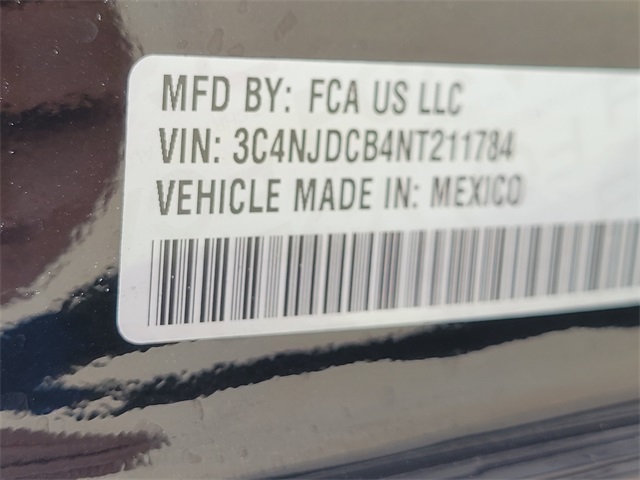 MFD BY: FCA US LLC
VIN: 3C4NJDCB4NT211784
VEHICLE MADE IN: MEXICO